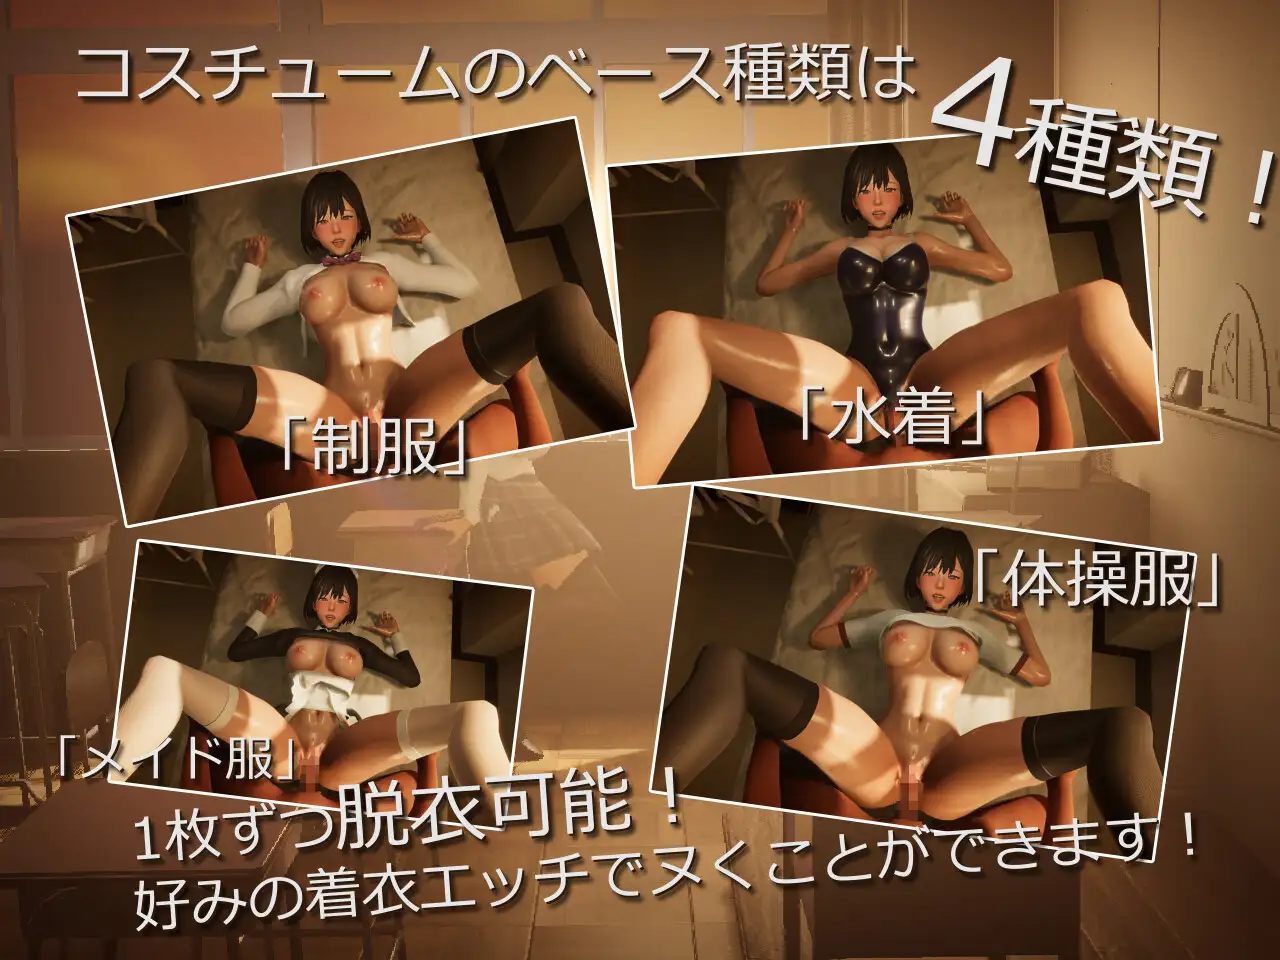 コスチュームのベース種類は
4種類！
「制服」
「水着」
「体操服」
「メイド服」
1枚ずつ脱衣可能！
好みの着衣エッチでヌくことができます！